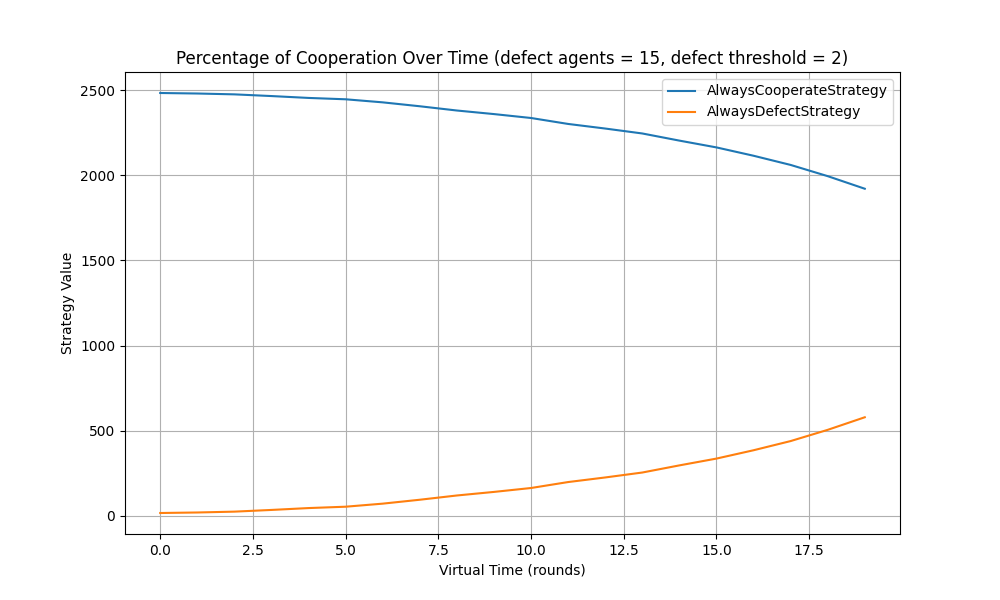 Percentage of Cooperation Over Time (defect agents = 15, defect threshold = 2)
AlwaysCooperateStrategy
AlwaysDefectStrategy
Strategy Value
2500
2000
1500
1000
500
0
0.0 2.5 5.0 7.5 10.0 12.5 15.0 17.5
Virtual Time (rounds)